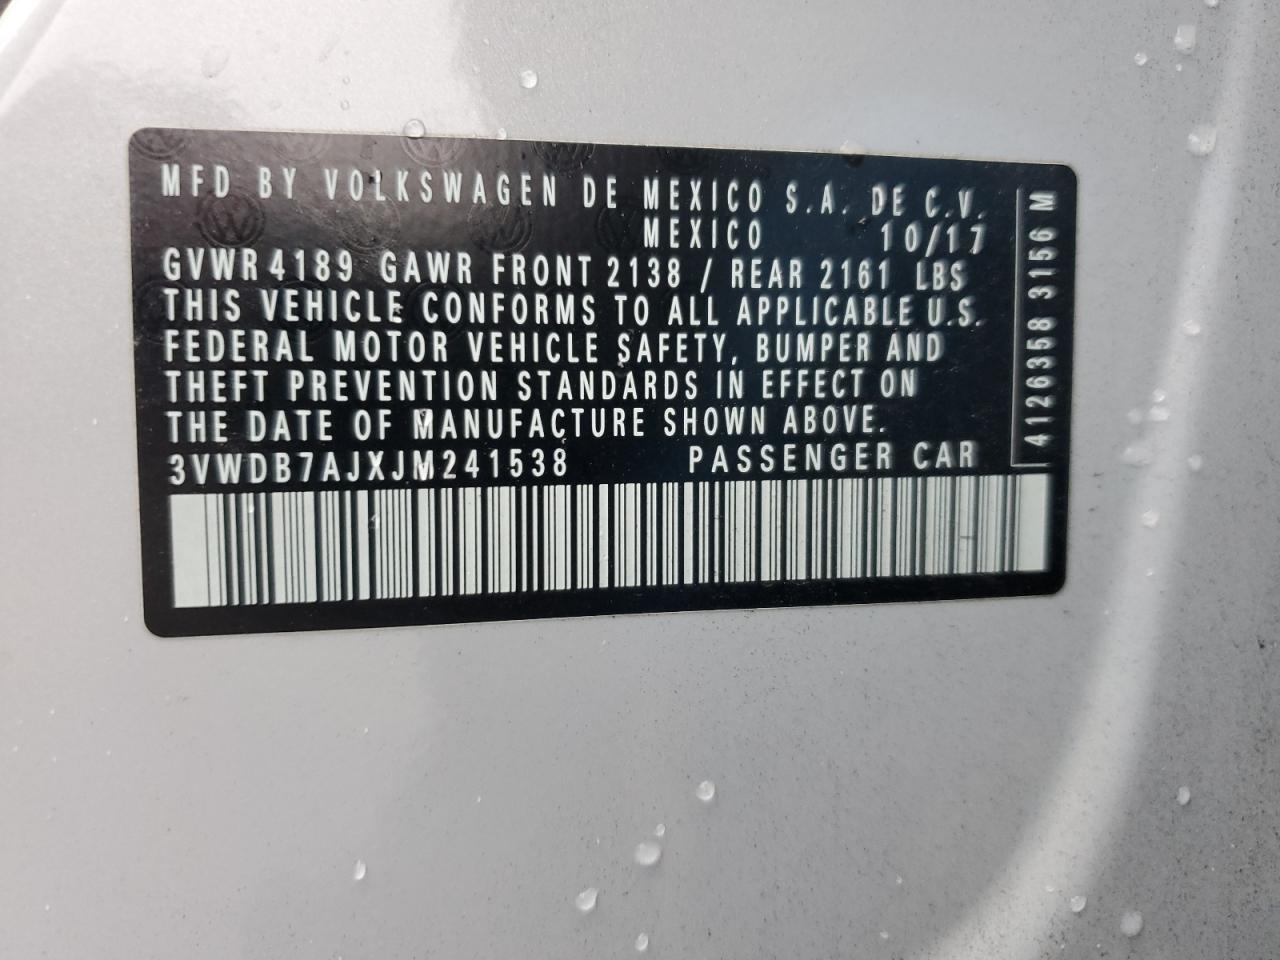 MFD BY VOLKSWAGEN DE MEXICO S.A. DE C.V.
MEXICO 10/17
GVWR 4189 GAWR FRONT 2138 / REAR 2161 LBS
THIS VEHICLE CONFORMS TO ALL APPLICABLE U.S.
FEDERAL MOTOR VEHICLE SAFETY, BUMPER AND
THEFT PREVENTION STANDARDS IN EFFECT ON
THE DATE OF MANUFACTURE SHOWN ABOVE.
3VWDB7AJXJM241538 PASSENGER CAR
4126358 3156 M